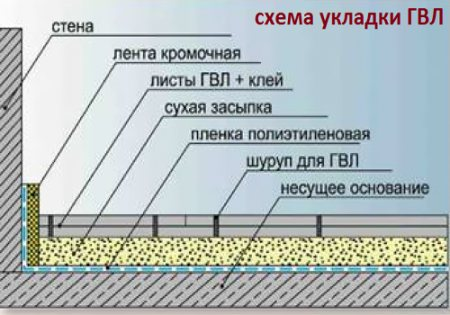 схема укладки ГВЛ
стена
лента кромочная
листы ГВЛ + клей
сухая засыпка
пленка полиэтиленовая
шуруп для ГВЛ
несущее основание